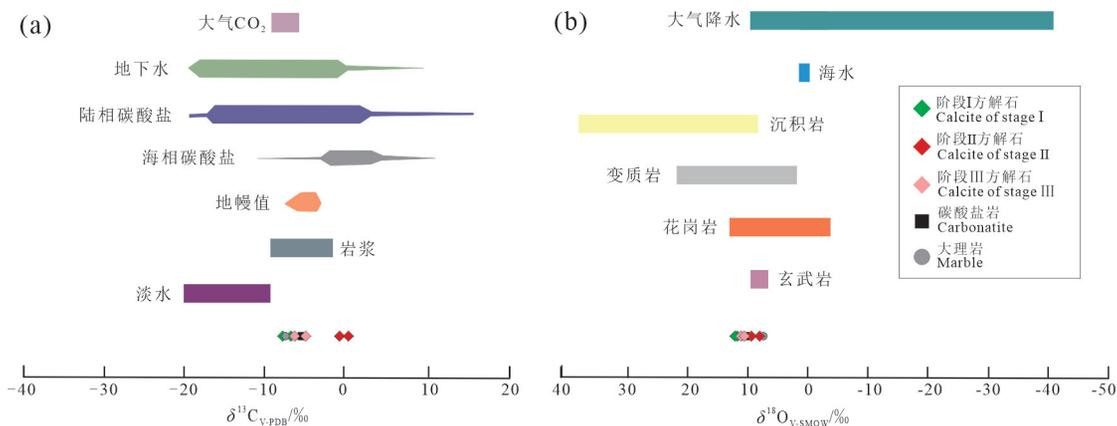 (a)
大气CO2
地下水
陆相碳酸盐
海相碳酸盐
地幔值
岩浆
淡水
−40 −30 −20 −10 0 10 20
δ13CV-PDB/‰
(b)
大气降水
海水
沉积岩
变质岩
花岗岩
玄武岩
阶段I方解石
Calcite of stage I
阶段II方解石
Calcite of stage II
阶段III方解石
Calcite of stage III
碳酸盐岩
Carbonatite
大理岩
Marble
40 30 20 10 0 -10 -20 -30 -40 -50
δ18OV-SMOW/‰